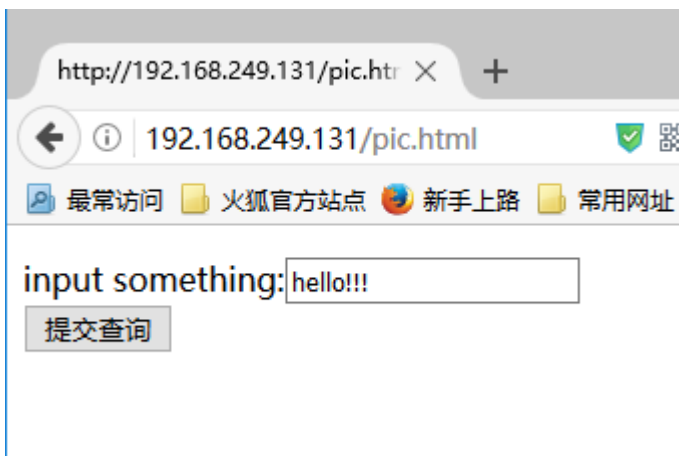 http://192.168.249.131/pic.htr
192.168.249.131/pic.html
最常访问 火狐官方站点 新手上路 常用网址
input something:hello!!!
提交查询